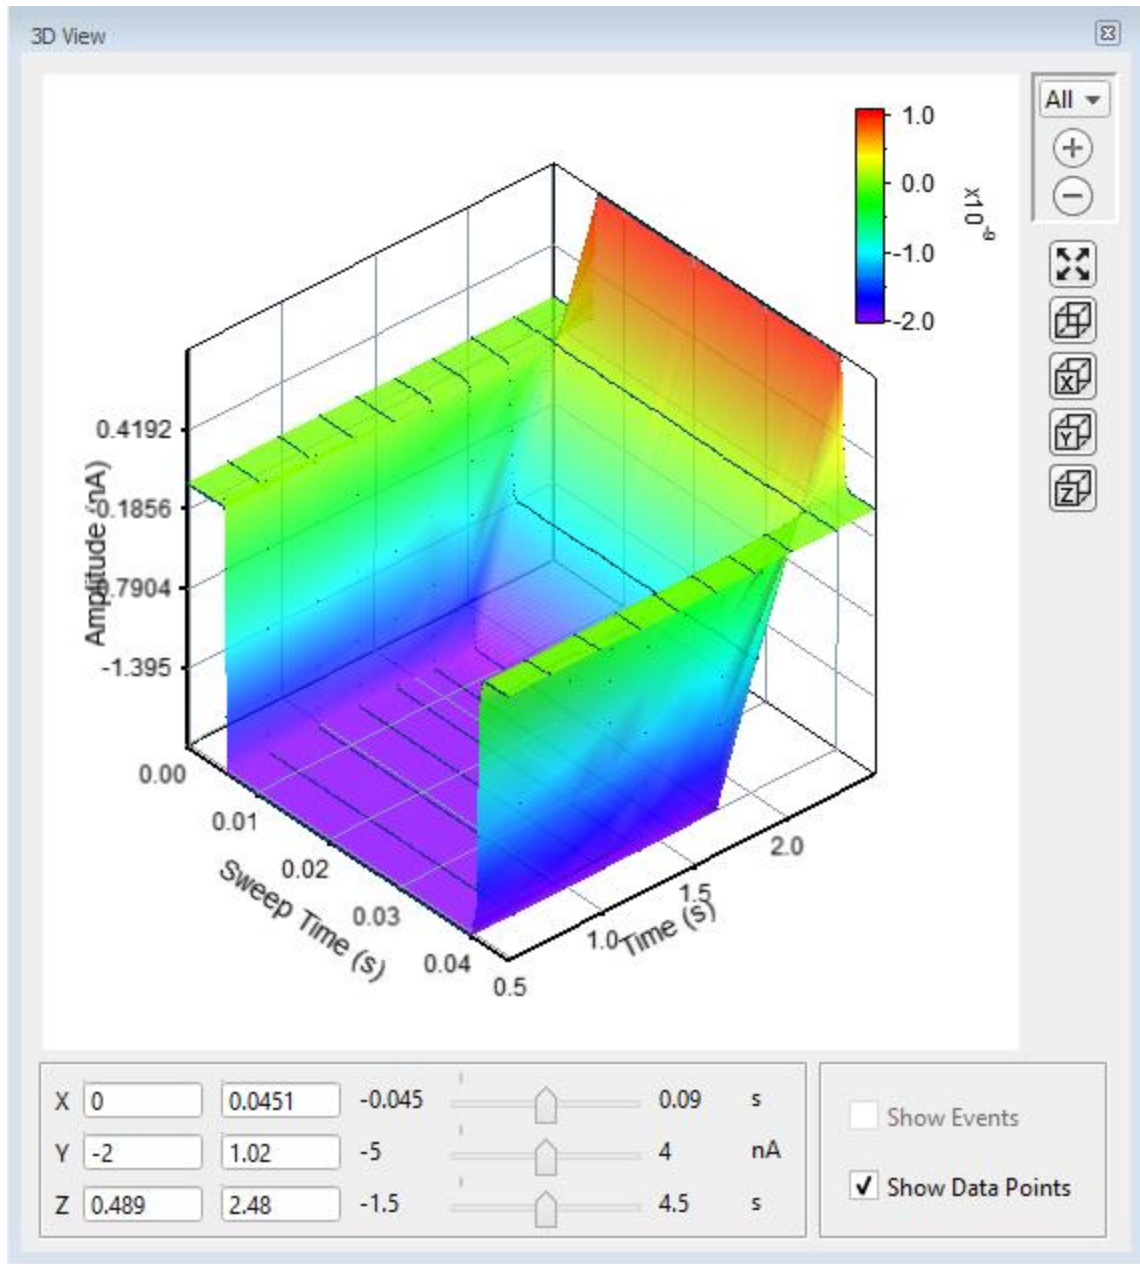 3D View
All
1.0
0.0
-1.0
-2.0
x10^-9
X
Y
Z
Amplitude (nA)
0.4192
-0.1856
-0.7904
-1.395
0.00
0.01
0.02
0.03
0.04
Sweep Time (s)
0.5
1.0
1.5
2.0
Time (s)
X 0 0.0451 -0.045 0.09 s
Y -2 1.02 -5 4 nA
Z 0.489 2.48 -1.5 4.5 s
Show Events
Show Data Points